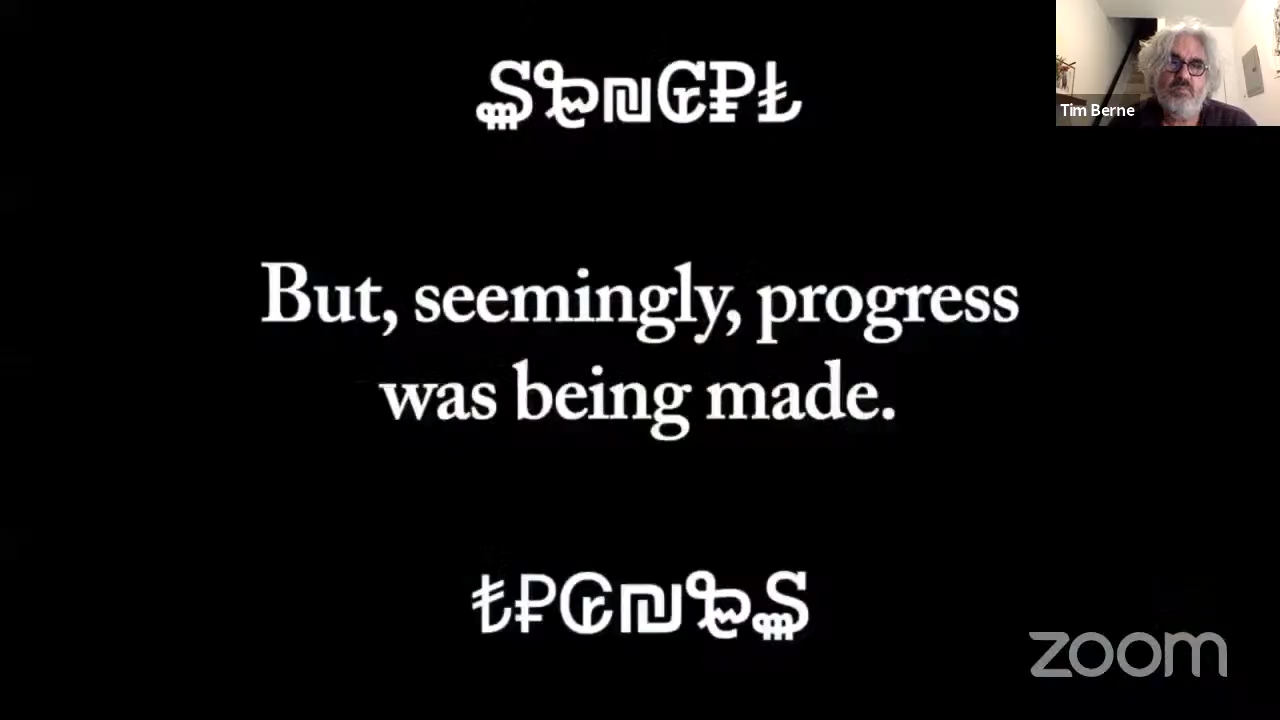 ₷₯₪₢₽₺
Tim Berne
But, seemingly, progress
was being made.
₺₽₢₪₯₷
zoom